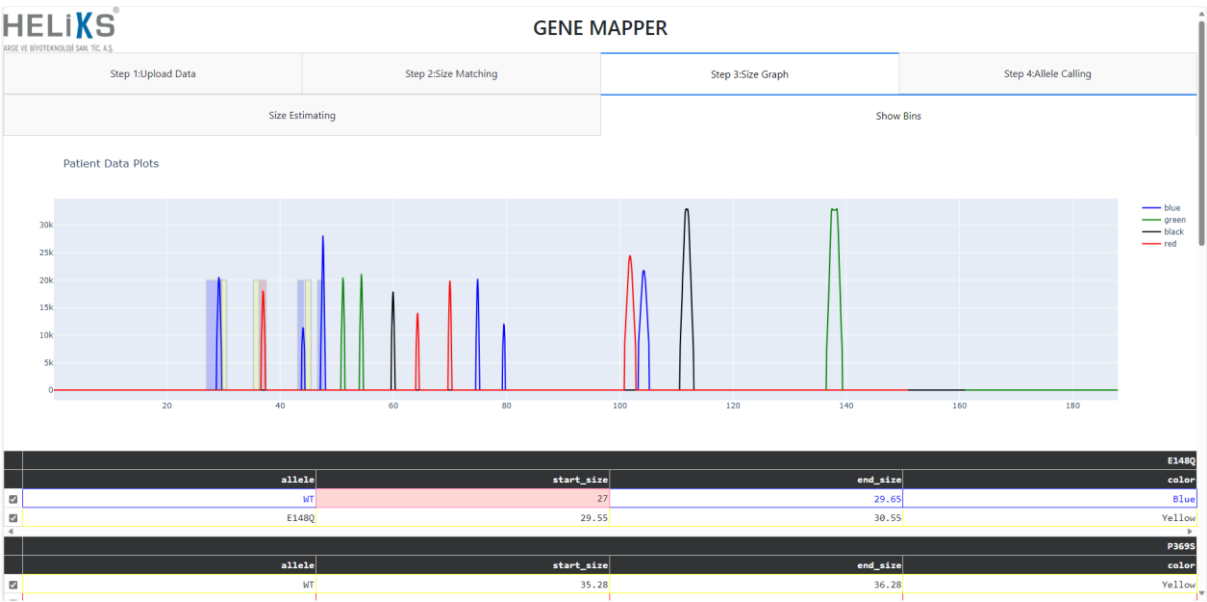 HELiKS®
ARGE VE BİYOTEKNOLOJİ SAN. TİC. A.Ş.
GENE MAPPER
Step 1:Upload Data
Step 2:Size Matching
Step 3:Size Graph
Step 4:Allele Calling
Size Estimating
Show Bins
Patient Data Plots
30k
25k
20k
15k
10k
5k
0
20 40 60 80 100 120 140 160 180
blue
green
black
red
E148Q
allele start_size end_size color
WT 27 29.65 Blue
E148Q 29.55 30.55 Yellow
P369S
allele start_size end_size color
WT 35.28 36.28 Yellow